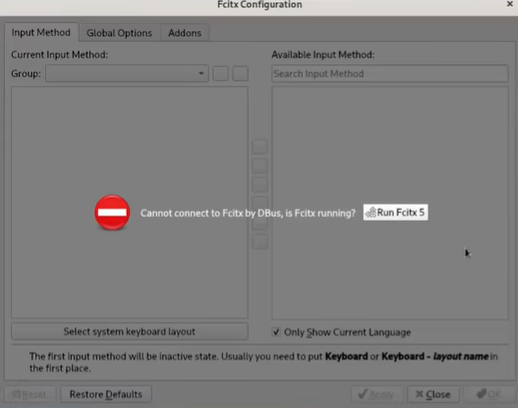 Fcitx Configuration
Input Method
Global Options
Addons
Current Input Method:
Available Input Method:
Group:
Search Input Method
Cannot connect to Fcitx by DBus, is Fcitx running?
Run Fcitx 5
Select system keyboard layout
Only Show Current Language
The first input method will be inactive state. Usually you need to put Keyboard or Keyboard - layout name in
the first place.
Reset
Restore Defaults
Apply
Close
OK